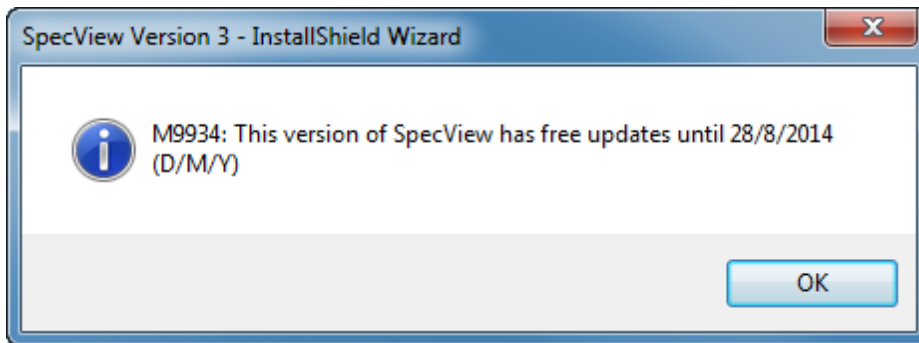 SpecView Version 3 - InstallShield Wizard
M9934: This version of SpecView has free updates until 28/8/2014
(D/M/Y)
OK